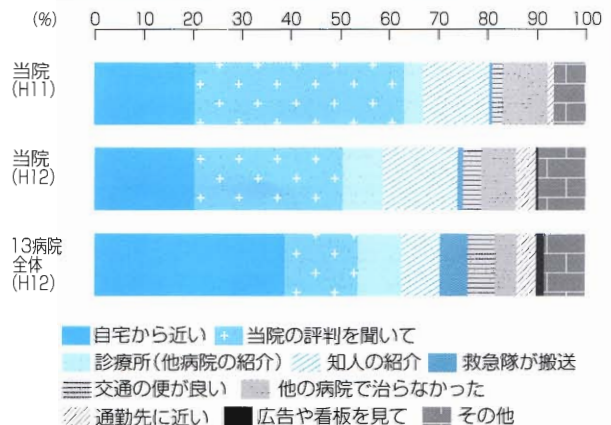 (%)
0 10 20 30 40 50 60 70 80 90 100
当院
(H11)
当院
(H12)
13病院
全体
(H12)
自宅から近い 当院の評判を聞いて
診療所(他病院の紹介) 知人の紹介 救急隊が搬送
交通の便が良い 他の病院で治らなかった
通勤先に近い 広告や看板を見て その他